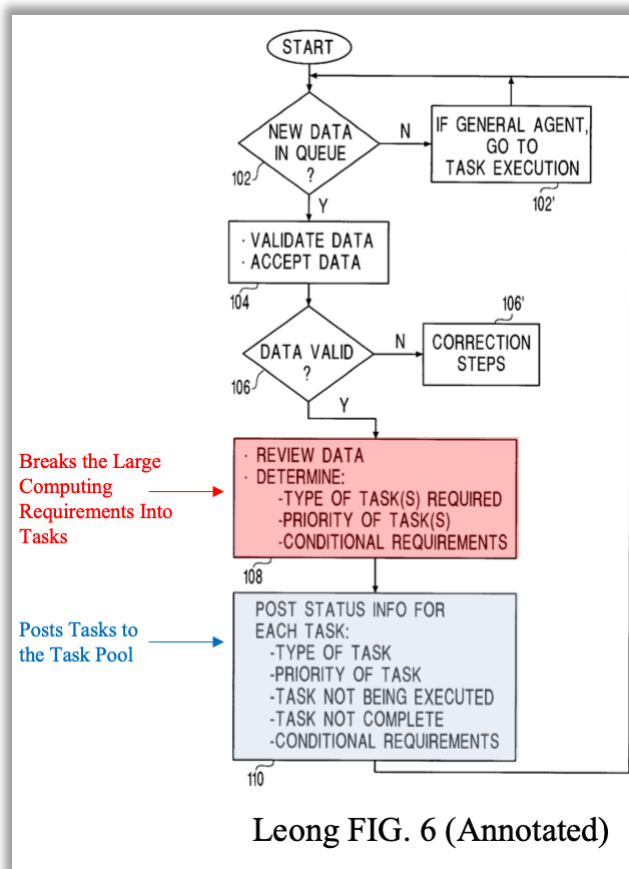 START
NEW DATA
IN QUEUE
?
102
N
IF GENERAL AGENT,
GO TO
TASK EXECUTION
102'
Y
· VALIDATE DATA
· ACCEPT DATA
104
DATA VALID
?
106
N
106'
CORRECTION
STEPS
Y
Breaks the Large
Computing
Requirements Into
Tasks
· REVIEW DATA
· DETERMINE:
-TYPE OF TASK(S) REQUIRED
-PRIORITY OF TASK(S)
-CONDITIONAL REQUIREMENTS
108
Posts Tasks to
the Task Pool
POST STATUS INFO FOR
EACH TASK:
-TYPE OF TASK
-PRIORITY OF TASK
-TASK NOT BEING EXECUTED
-TASK NOT COMPLETE
-CONDITIONAL REQUIREMENTS
110
Leong FIG. 6 (Annotated)